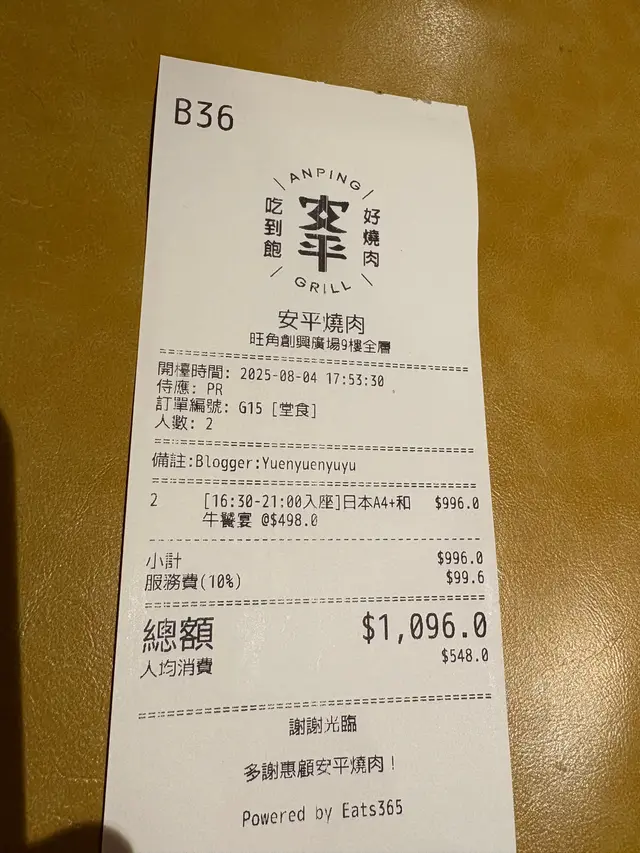 B36
ANPING
安平
吃到飽
好燒肉
GRILL
安平燒肉
旺角創興廣場9樓全層
開檯時間: 2025-08-04 17:53:30
侍應: PR
訂單編號: G15 [堂食]
人數: 2
備註:Blogger:Yuenyuenyuyu
2 [16:30-21:00入座]日本A4+和 $996.0
牛饗宴 @$498.0
小計 $996.0
服務費(10%) $99.6
總額 $1,096.0
人均消費 $548.0
謝謝光臨
多謝惠顧安平燒肉！
Powered by Eats365